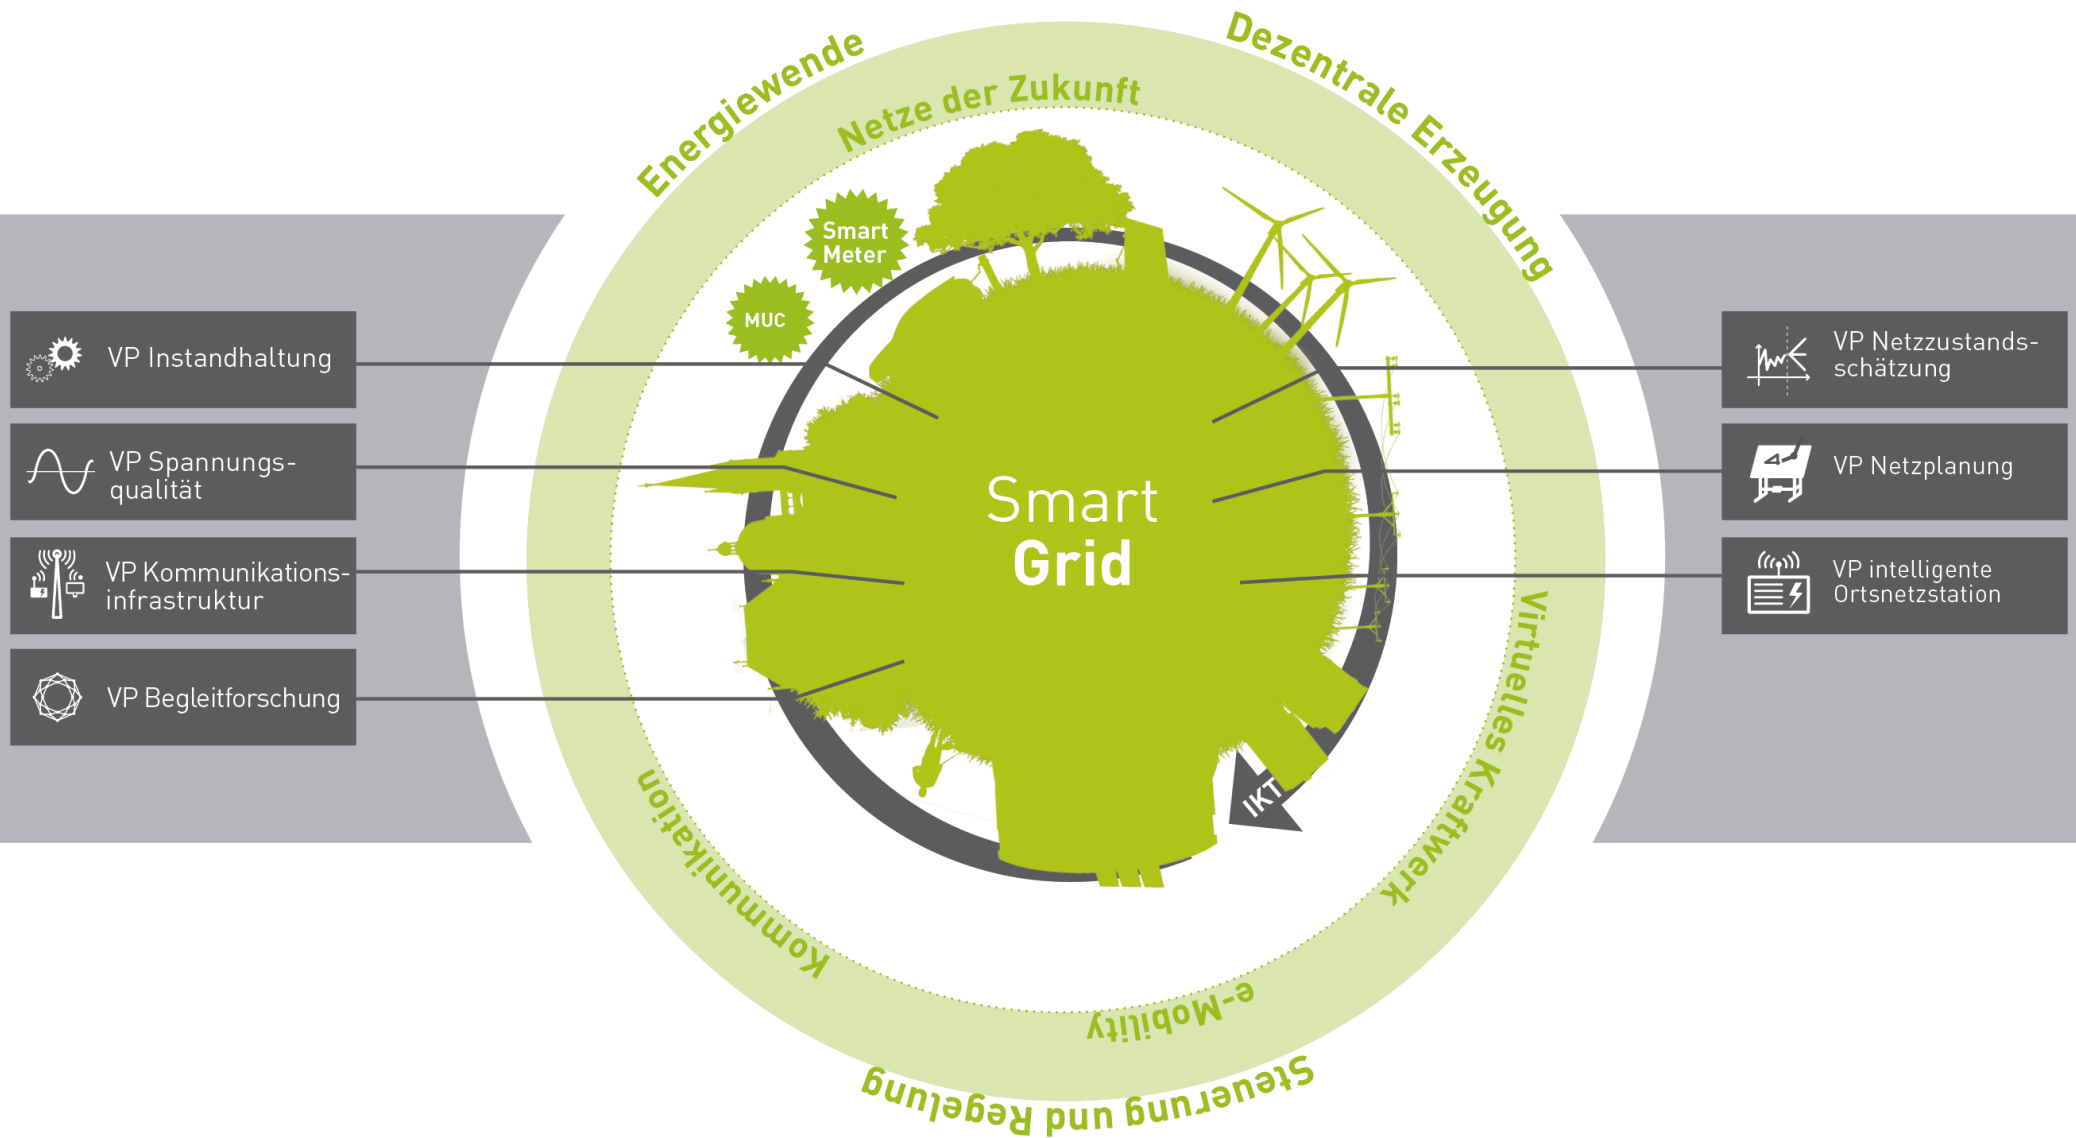 Energiewende
Dezentrale Erzeugung
Netze der Zukunft
Smart
Meter
MUC
VP Instandhaltung
VP Spannungs-
qualität
VP Kommunikations-
infrastruktur
VP Begleitforschung
Smart
Grid
VP Netzzustands-
schätzung
VP Netzplanung
VP intelligente
Ortsnetzstation
Virtuelles Kraftwerk
IKT
Kommunikation
e-Mobility
Steuerung und Regelung